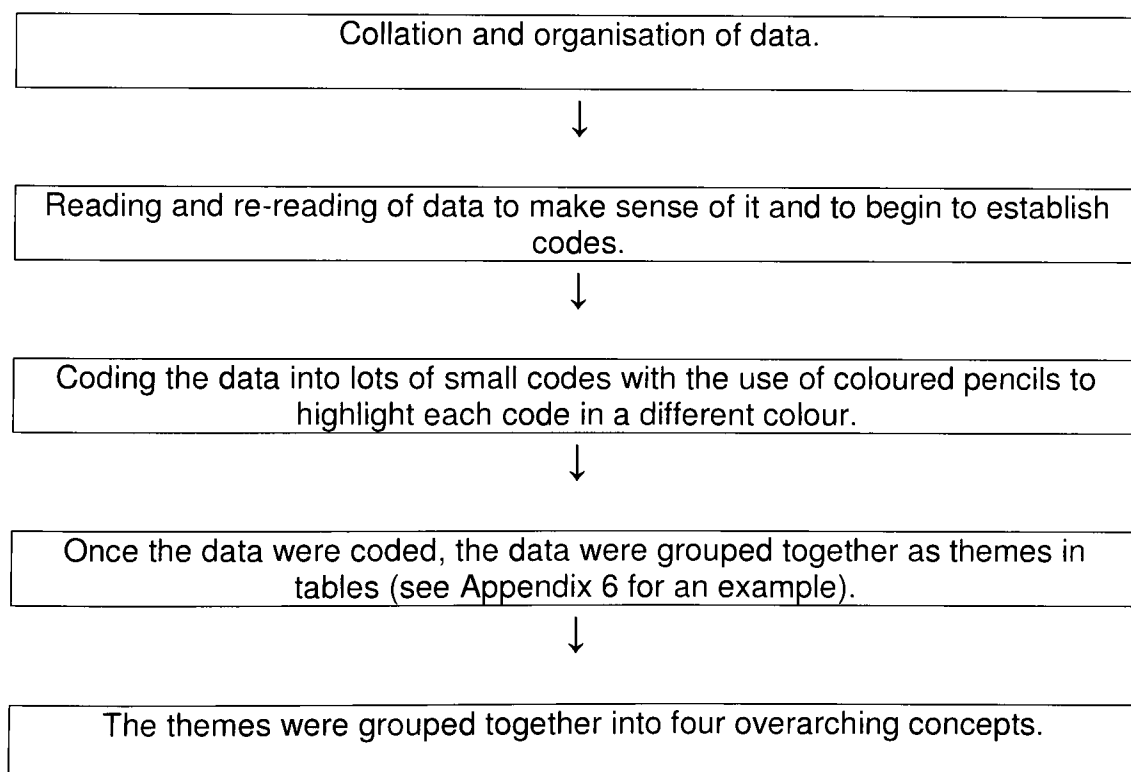 Collation and organisation of data.
↓
Reading and re-reading of data to make sense of it and to begin to establish
codes.
↓
Coding the data into lots of small codes with the use of coloured pencils to
highlight each code in a different colour.
↓
Once the data were coded, the data were grouped together as themes in
tables (see Appendix 6 for an example).
↓
The themes were grouped together into four overarching concepts.